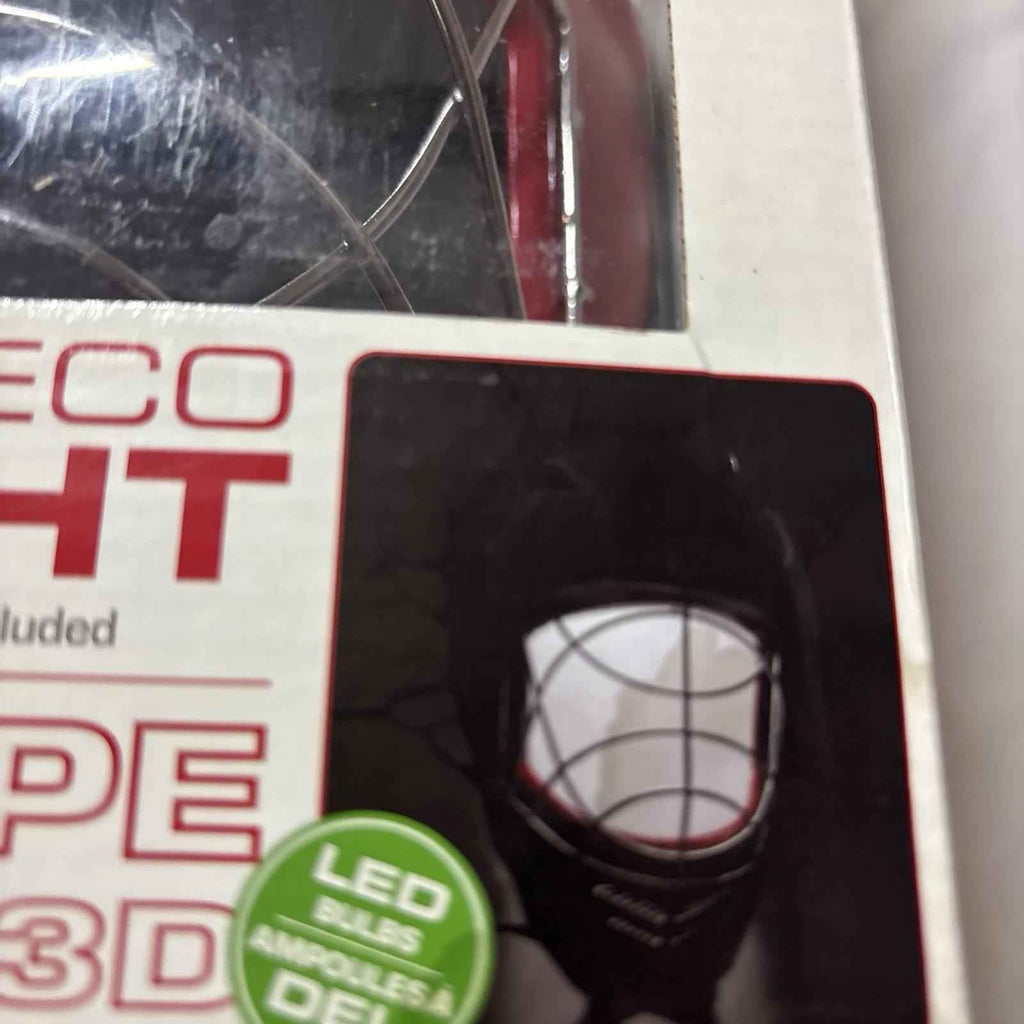 ECO
HT
luded
PE
3D
LED
BULBS
AMPOULES À
DEL